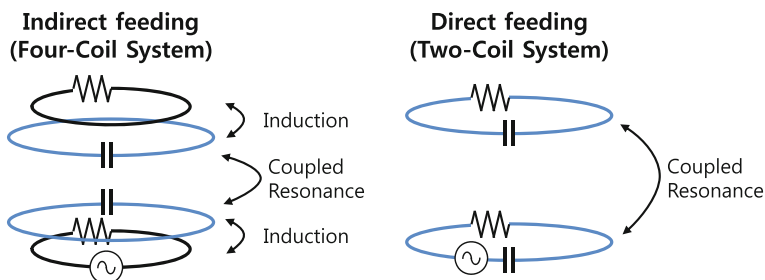 Indirect feeding
(Four-Coil System)
Induction
Coupled
Resonance
Induction
Direct feeding
(Two-Coil System)
Coupled
Resonance